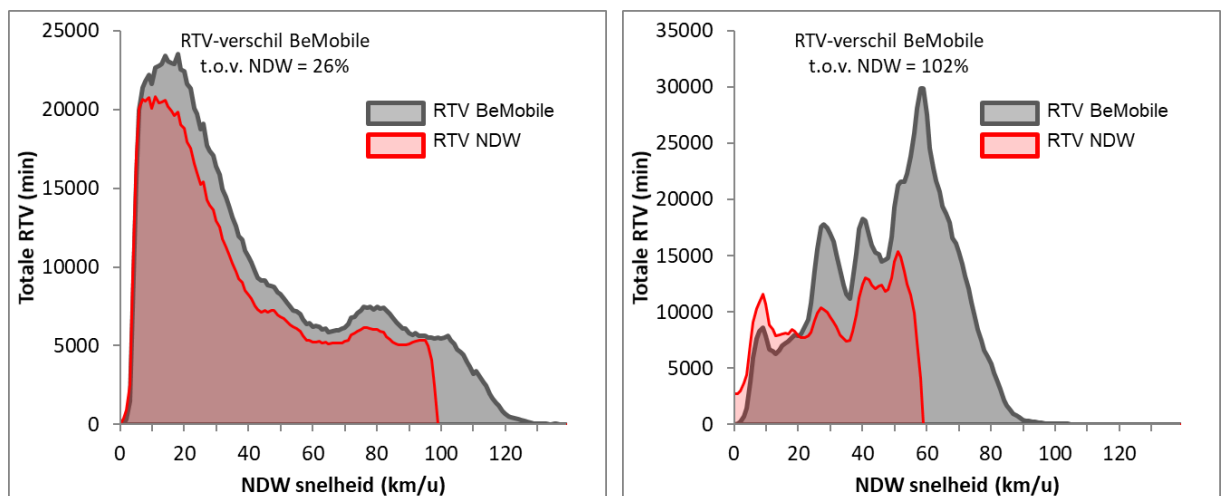 RTV-verschil BeMobile
t.o.v. NDW = 26%
RTV BeMobile
RTV NDW
Totale RTV (min)
25000
20000
15000
10000
5000
0
0 20 40 60 80 100 120
NDW snelheid (km/u)
RTV-verschil BeMobile
t.o.v. NDW = 102%
RTV BeMobile
RTV NDW
Totale RTV (min)
35000
30000
25000
20000
15000
10000
5000
0
0 20 40 60 80 100 120
NDW snelheid (km/u)